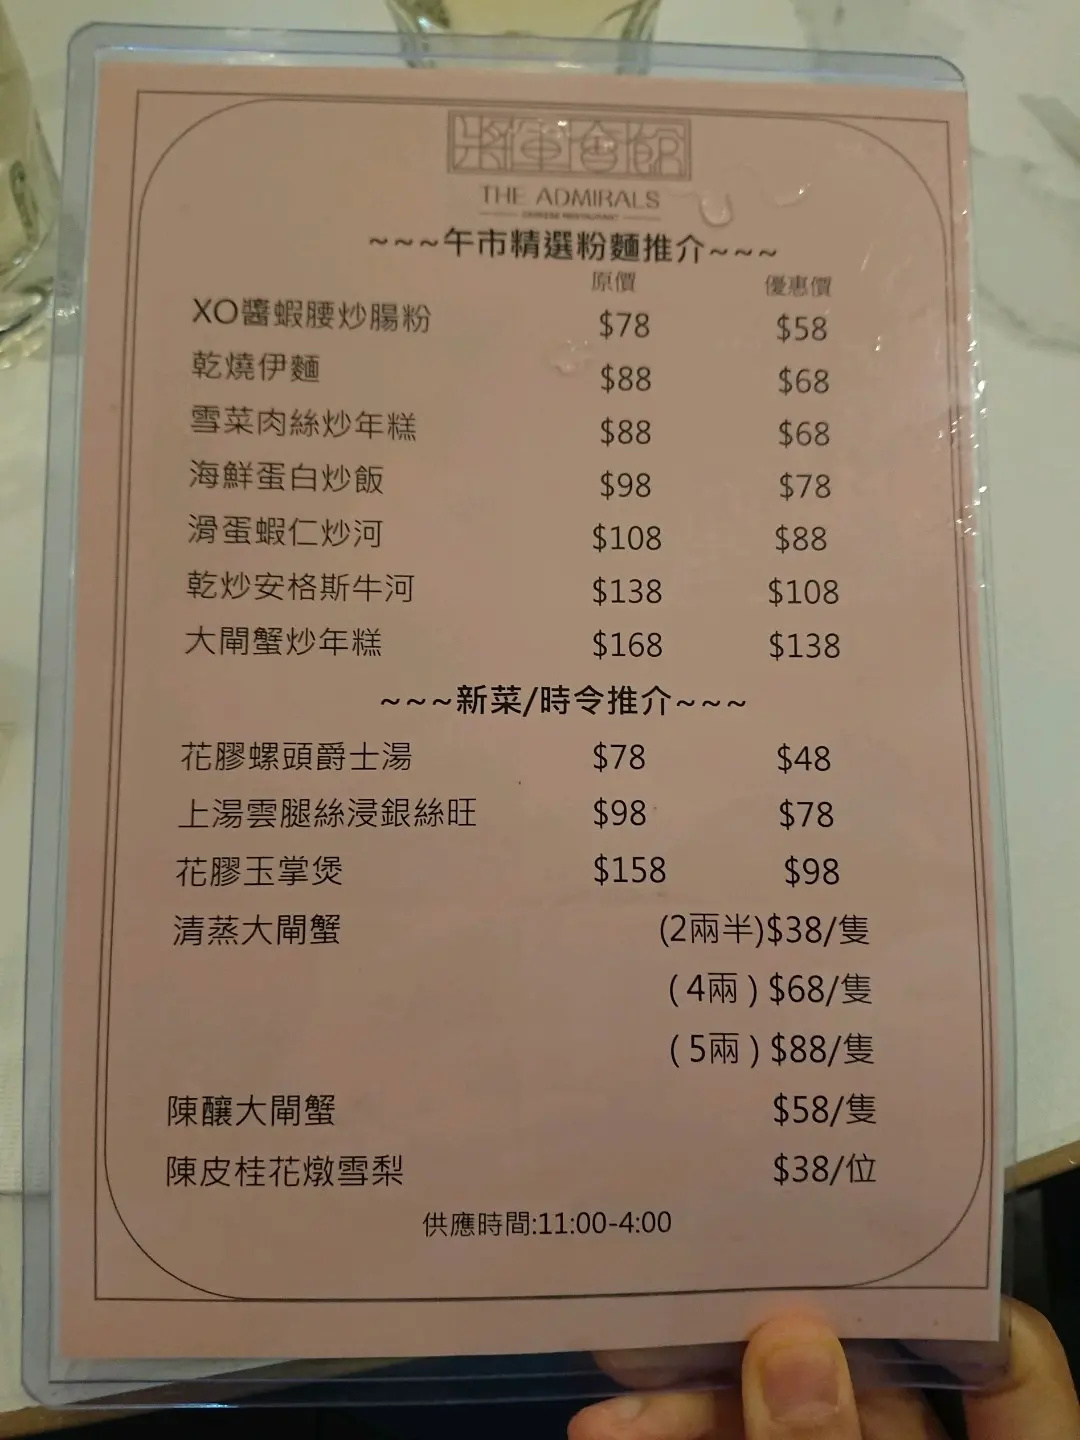 將軍會館
THE ADMIRALS
CHINESE RESTAURANT
~~~午市精選粉麵推介~~~
原價 優惠價
XO醬蝦腰炒腸粉 $78 $58
乾燒伊麵 $88 $68
雪菜肉絲炒年糕 $88 $68
海鮮蛋白炒飯 $98 $78
滑蛋蝦仁炒河 $108 $88
乾炒安格斯牛河 $138 $108
大閘蟹炒年糕 $168 $138
~~~新菜/時令推介~~~
花膠螺頭爵士湯 $78 $48
上湯雲腿絲浸銀絲旺 $98 $78
花膠玉掌煲 $158 $98
清蒸大閘蟹 (2兩半)$38/隻
(4兩) $68/隻
(5兩) $88/隻
陳釀大閘蟹 $58/隻
陳皮桂花燉雪梨 $38/位
供應時間:11:00-4:00